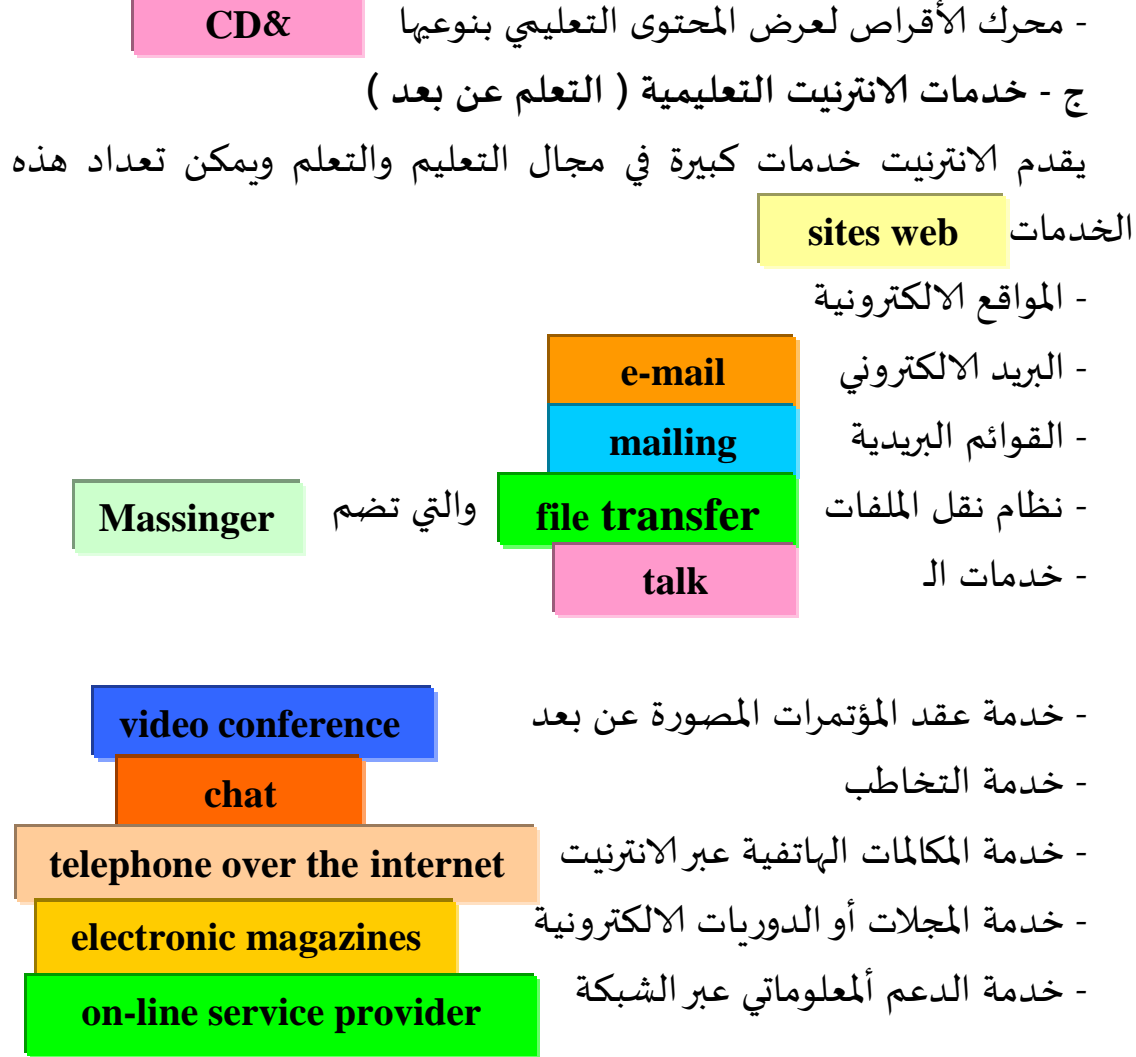 - محرك الأقراص لعرض المحتوى التعليمي بنوعيها CD&
ج - خدمات الانترنيت التعليمية ( التعلم عن بعد )
يقدم الانترنيت خدمات كبيرة في مجال التعليم والتعلم ويمكن تعداد هذه
الخدمات sites web
- المواقع الالكترونية
- البريد الالكتروني e-mail
- القوائم البريدية mailing
- نظام نقل الملفات file transfer والتي تضم Massinger
- خدمات الـ talk
- خدمة عقد المؤتمرات المصورة عن بعد video conference
- خدمة التخاطب chat
- خدمة المكالمات الهاتفية عبر الانترنيت telephone over the internet
- خدمة المجلات أو الدوريات الالكترونية electronic magazines
- خدمة الدعم ألمعلوماتي عبر الشبكة on-line service provider